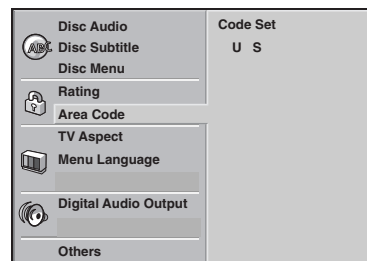 Disc Audio
Disc Subtitle
Disc Menu
Rating
Area Code
TV Aspect
Menu Language
Digital Audio Output
Others
Code Set
U S
ABC